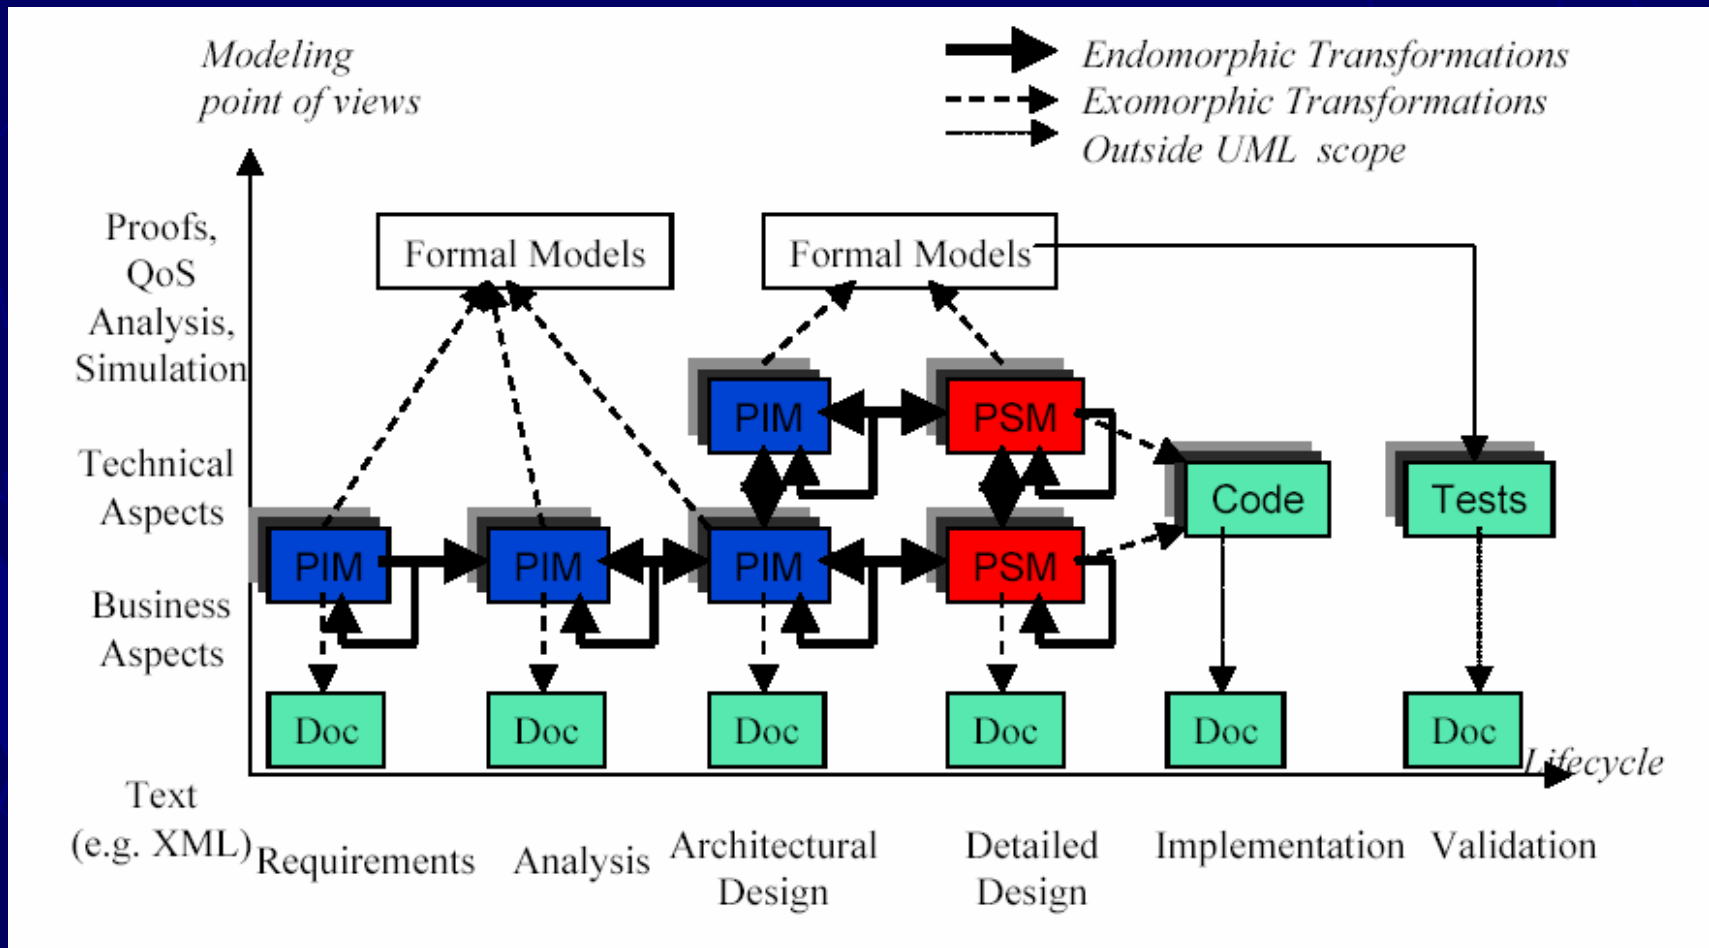 Modeling
point of views
Endomorphic Transformations
Exomorphic Transformations
Outside UML scope
Proofs,
QoS
Analysis,
Simulation
Formal Models
Formal Models
PIM
PSM
Technical
Aspects
Code
Tests
PIM
PIM
PIM
PSM
Business
Aspects
Doc
Doc
Doc
Doc
Doc
Doc
Lifecycle
Text
(e.g. XML)
Requirements
Analysis
Architectural
Design
Detailed
Design
Implementation
Validation